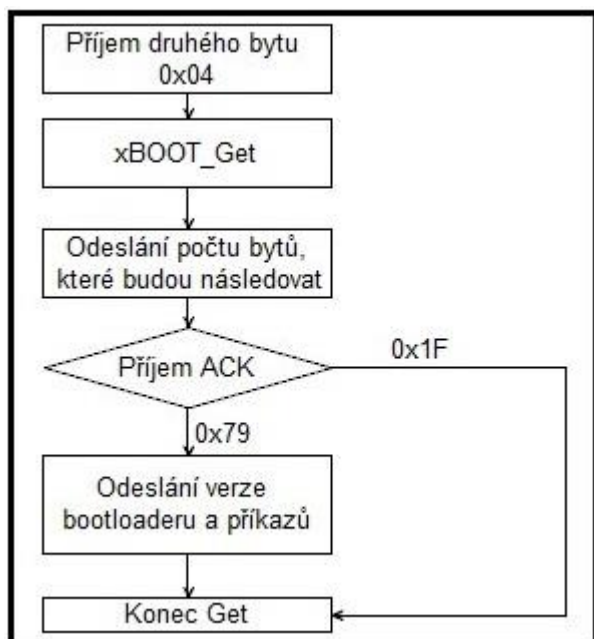 Příjem druhého bytu
0x04
xBOOT_Get
Odeslání počtu bytů,
které budou následovat
Příjem ACK
0x1F
0x79
Odeslání verze
bootloaderu a příkazů
Konec Get